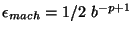 ϵ_mach = 1/2 b^{-p+1}